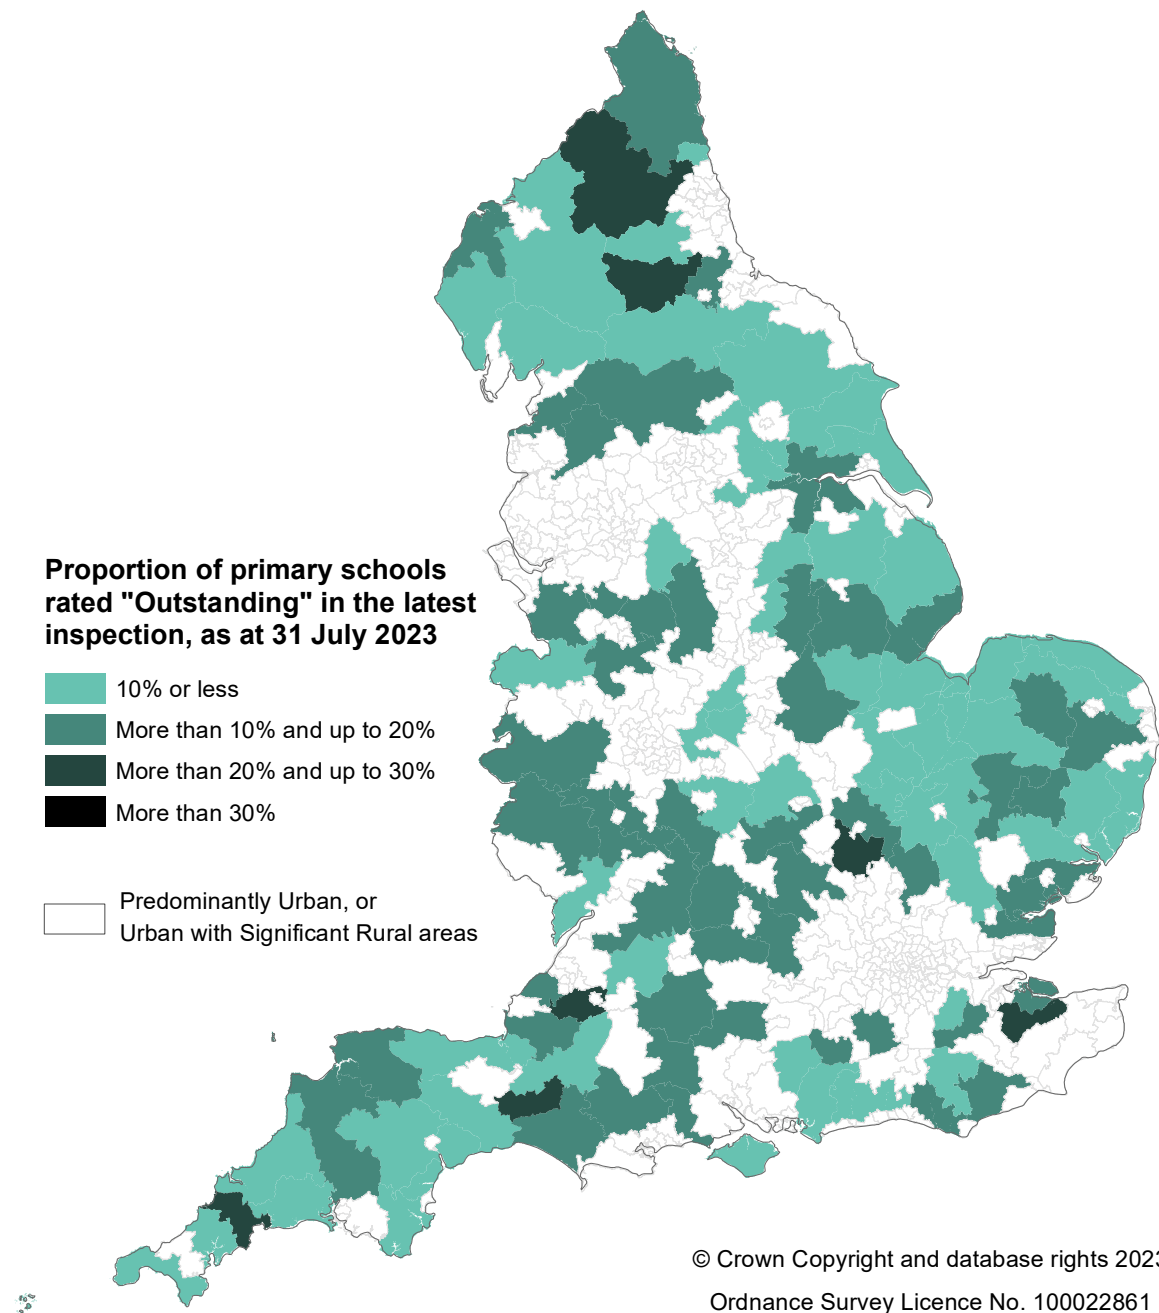 Proportion of primary schools
rated "Outstanding" in the latest
inspection, as at 31 July 2023
10% or less
More than 10% and up to 20%
More than 20% and up to 30%
More than 30%
Predominantly Urban, or
Urban with Significant Rural areas
© Crown Copyright and database rights 2023
Ordnance Survey Licence No. 100022861